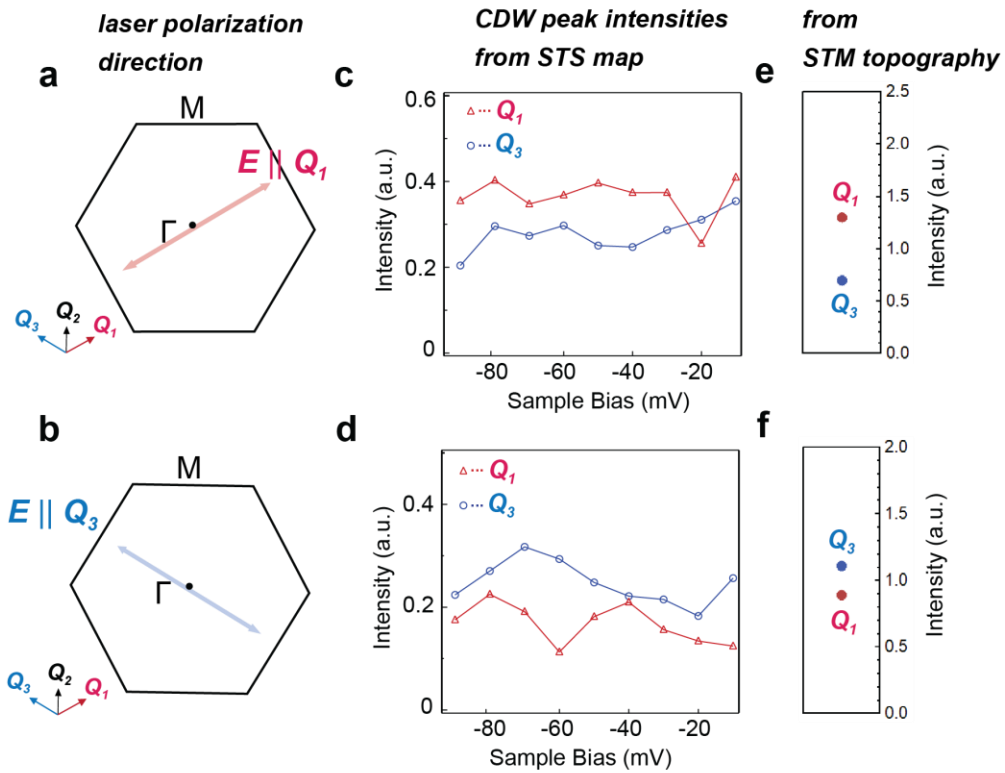 laser polarization
direction
CDW peak intensities
from STS map
from
STM topography
a
M
E || Q1
Γ
Q3
Q2
Q1
c
0.6
0.4
0.2
0
Intensity (a.u.)
Q1
Q3
-80
-60
-40
-20
Sample Bias (mV)
e
2.5
2.0
1.5
1.0
0.5
0.0
Intensity (a.u.)
Q1
Q3
b
M
E || Q3
Γ
Q3
Q2
Q1
d
0.4
0.2
0
Intensity (a.u.)
Q1
Q3
-80
-60
-40
-20
Sample Bias (mV)
f
2.0
1.5
1.0
0.5
0.0
Intensity (a.u.)
Q3
Q1